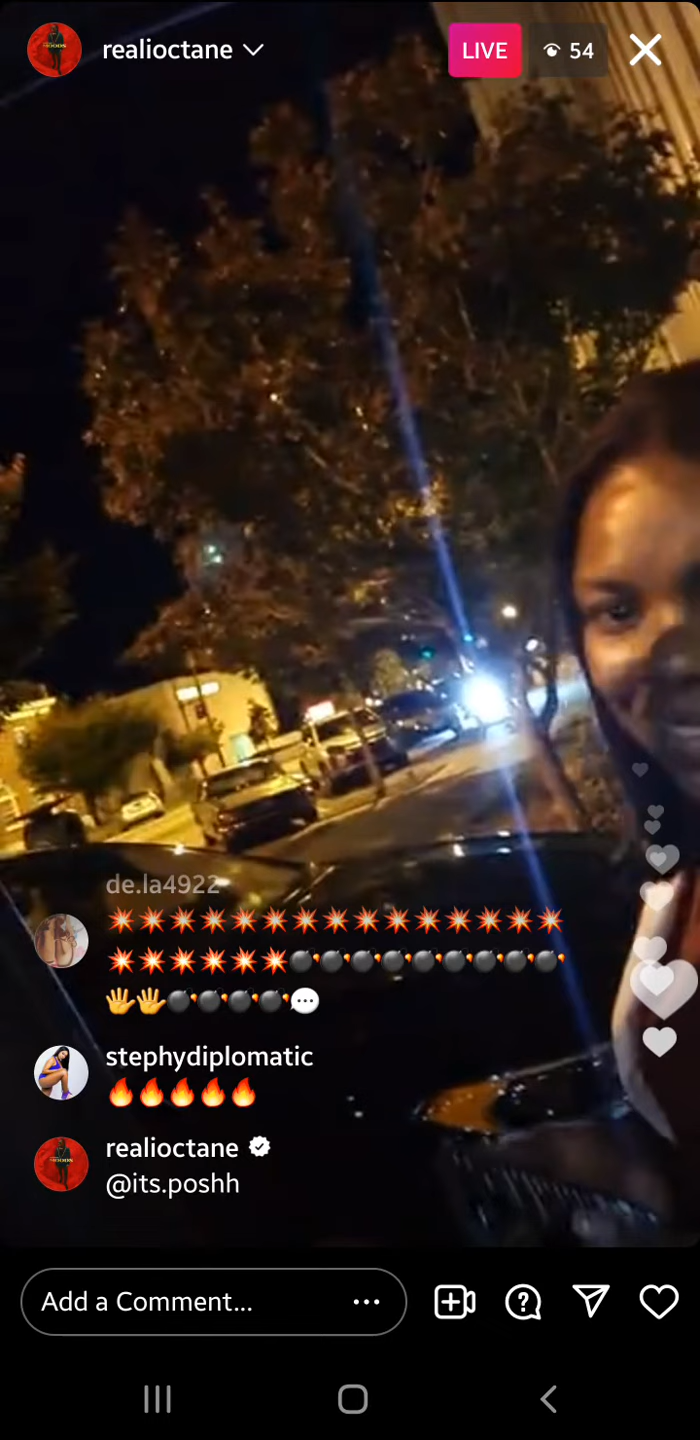 realioctane
LIVE
54
de.la4922
💥💥💥💥💥💥💥💥💥💥💥💥💥💥💥
💥💥💥💥💥💥💣💣💣💣💣💣💣💣💣
🖐🖐💣💣💣💣💬
stephydiplomatic
🔥🔥🔥🔥🔥
realioctane
@its.poshh
Add a Comment...